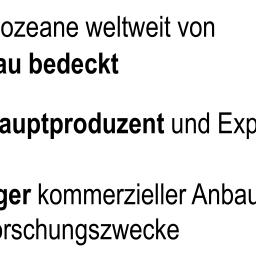 ozeane weltweit von
au bedeckt
auptproduzent und Exp
ger kommerzieller Anbau
orschungszwecke